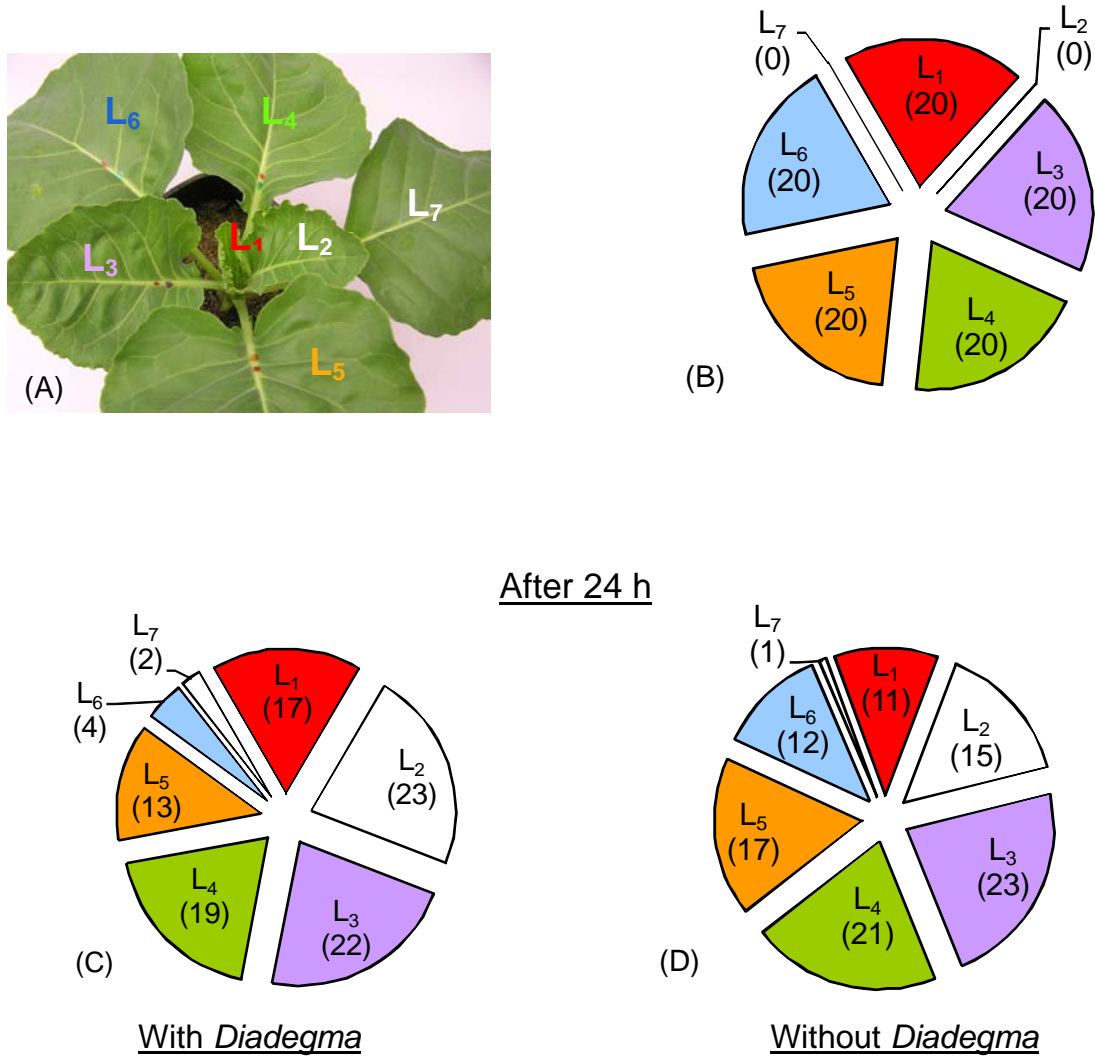 L6
L4
L7
L1
L2
L3
L5
(A)
L7
(0)
L2
(0)
L1
(20)
L3
(20)
L4
(20)
L5
(20)
L6
(20)
(B)
After 24 h
L7
(2)
L6
(4)
L1
(17)
L2
(23)
L3
(22)
L4
(19)
L5
(13)
(C)
With Diadegma
L7
(1)
L1
(11)
L2
(15)
L3
(23)
L4
(21)
L5
(17)
L6
(12)
(D)
Without Diadegma